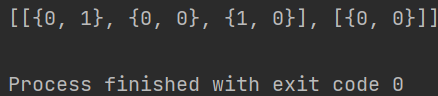 [[{0, 1}, {0, 0}, {1, 0}], [{0, 0}]]
Process finished with exit code 0